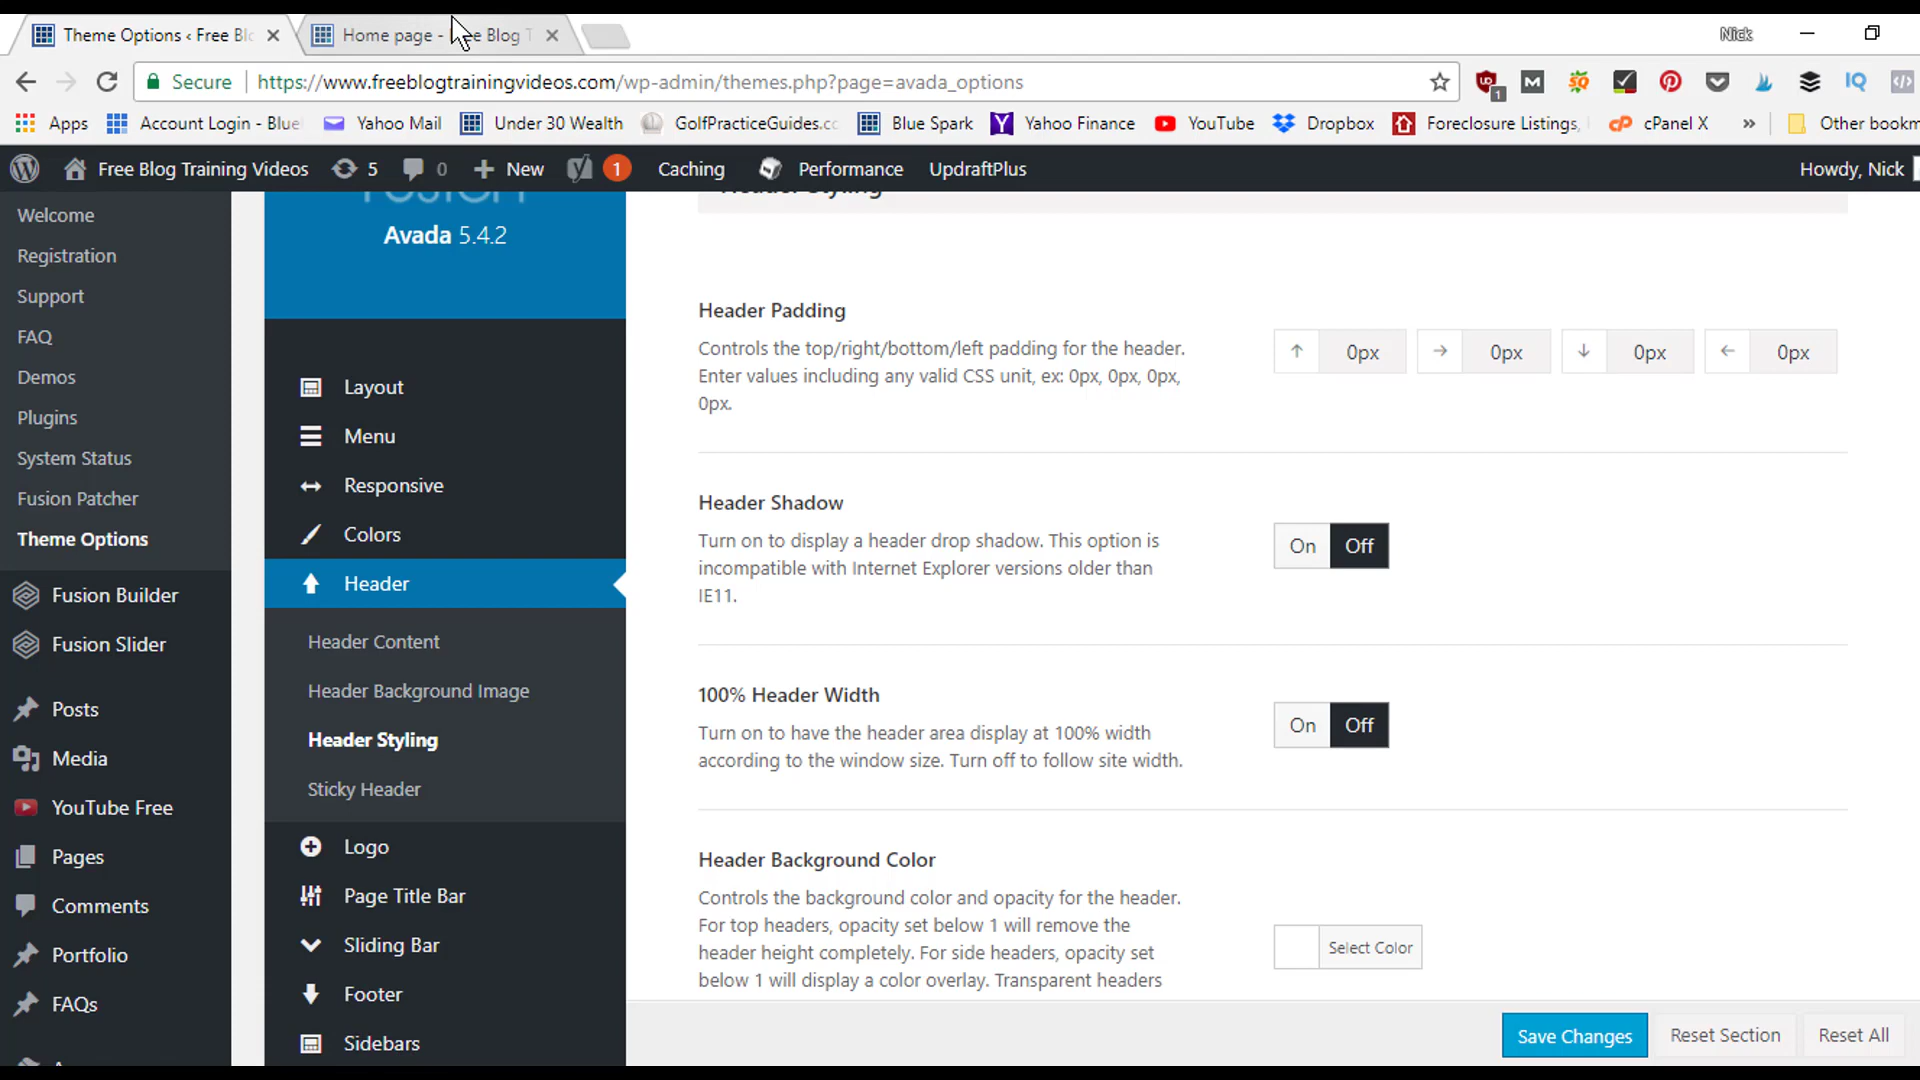 Theme Options ‹ Free Bl
Home page - Free Blog T
Nick
Secure https://www.freeblogtrainingvideos.com/wp-admin/themes.php?page=avada_options
1
Apps Account Login - Blue Yahoo Mail Under 30 Wealth GolfPracticeGuides.co Blue Spark Yahoo Finance YouTube Dropbox Foreclosure Listings, cPanel X » Other bookm
Free Blog Training Videos 5 0 New 1 Caching Performance UpdraftPlus Howdy, Nick
Welcome
Registration
Support
FAQ
Demos
Plugins
System Status
Fusion Patcher
Theme Options
Fusion Builder
Fusion Slider
Posts
Media
YouTube Free
Pages
Comments
Portfolio
FAQs
FUSION
Avada 5.4.2
Layout
Menu
Responsive
Colors
Header
Header Content
Header Background Image
Header Styling
Sticky Header
Logo
Page Title Bar
Sliding Bar
Footer
Sidebars
Header Styling
Header Padding
Controls the top/right/bottom/left padding for the header.
Enter values including any valid CSS unit, ex: 0px, 0px, 0px,
0px.
0px 0px 0px 0px
Header Shadow
Turn on to display a header drop shadow. This option is
incompatible with Internet Explorer versions older than
IE11.
On Off
100% Header Width
Turn on to have the header area display at 100% width
according to the window size. Turn off to follow site width.
On Off
Header Background Color
Controls the background color and opacity for the header.
For top headers, opacity set below 1 will remove the
header height completely. For side headers, opacity set
below 1 will display a color overlay. Transparent headers
Select Color
Save Changes Reset Section Reset All